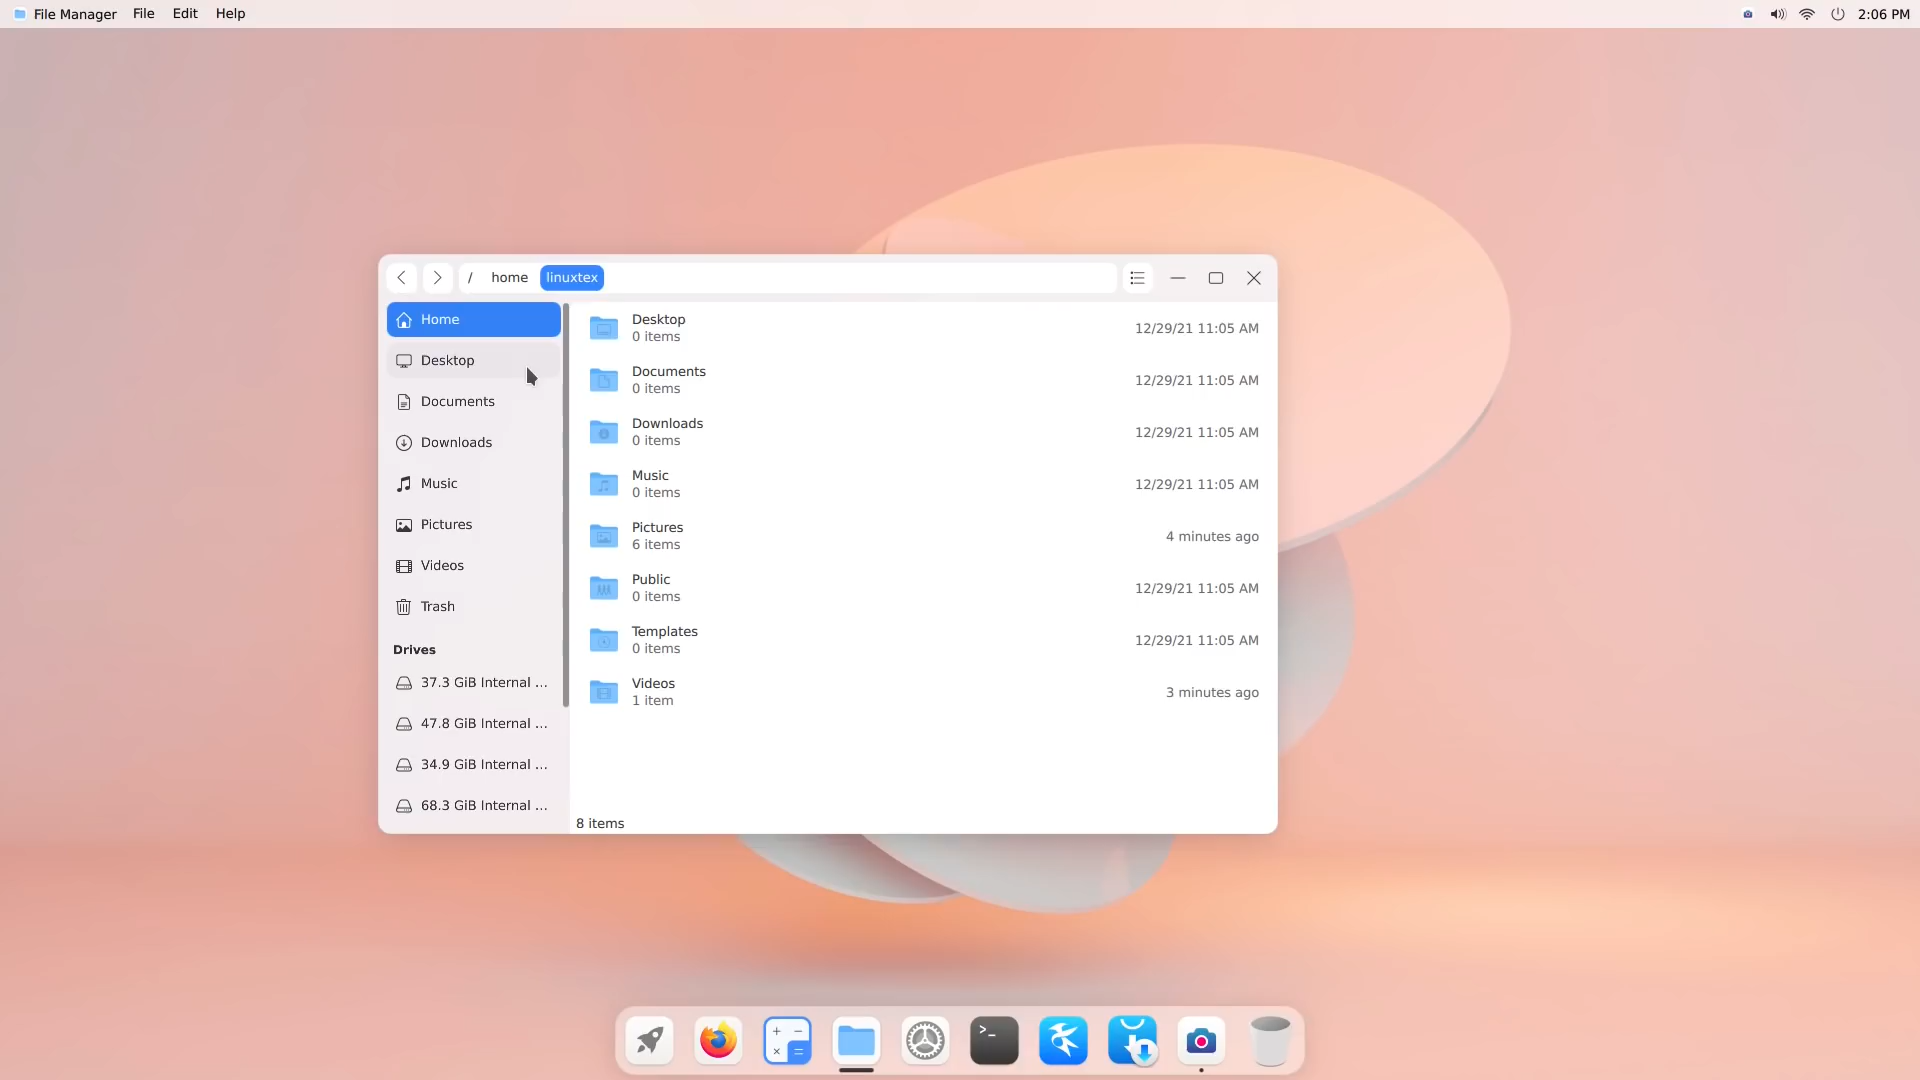 File Manager File Edit Help 2:06 PM
/ home linuxtex
Home
Desktop
Documents
Downloads
Music
Pictures
Videos
Trash
Drives
37.3 GiB Internal ...
47.8 GiB Internal ...
34.9 GiB Internal ...
68.3 GiB Internal ...
Desktop 12/29/21 11:05 AM
0 items
Documents 12/29/21 11:05 AM
0 items
Downloads 12/29/21 11:05 AM
0 items
Music 12/29/21 11:05 AM
0 items
Pictures 4 minutes ago
6 items
Public 12/29/21 11:05 AM
0 items
Templates 12/29/21 11:05 AM
0 items
Videos 3 minutes ago
1 item
8 items